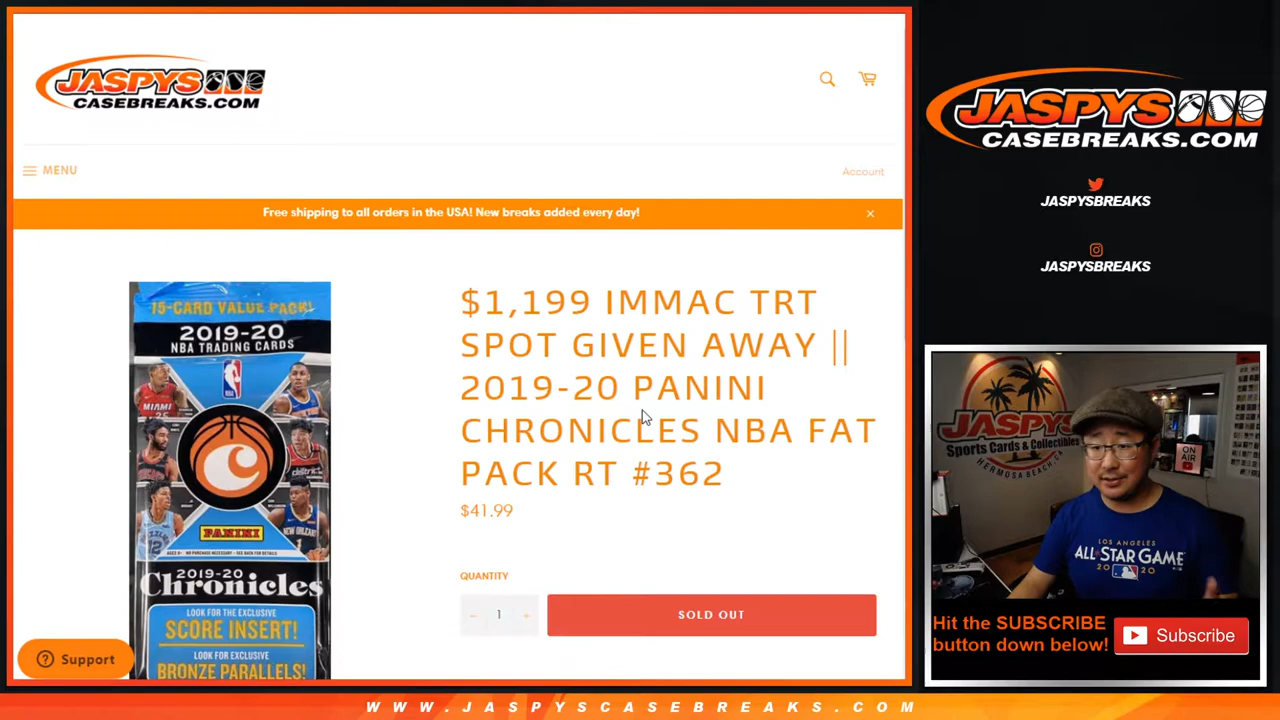 JASPYS
CASEBREAKS.COM
MENU
Account
Free shipping to all orders in the USA! New breaks added every day!
×
15-CARD VALUE PACK!
2019-20
NBA TRADING CARDS
NBA
MIAMI
PANINI
2019-20
Chronicles
LOOK FOR THE EXCLUSIVE
SCORE INSERT!
LOOK FOR EXCLUSIVE
BRONZE PARALLELS!
$1,199 IMMAC TRT
SPOT GIVEN AWAY ||
2019-20 PANINI
CHRONICLES NBA FAT
PACK RT #362
$41.99
QUANTITY
− 1 +
SOLD OUT
Support
JASPYS
CASEBREAKS.COM
JASPYSBREAKS
JASPYSBREAKS
JASPYS
Sports Cards & Collectibles
HERMOSA BEACH,
ON AIR
LOS ANGELES
ALL STAR GAME
2020
Hit the SUBSCRIBE
button down below!
Subscribe
WWW.JASPYSCASEBREAKS.COM